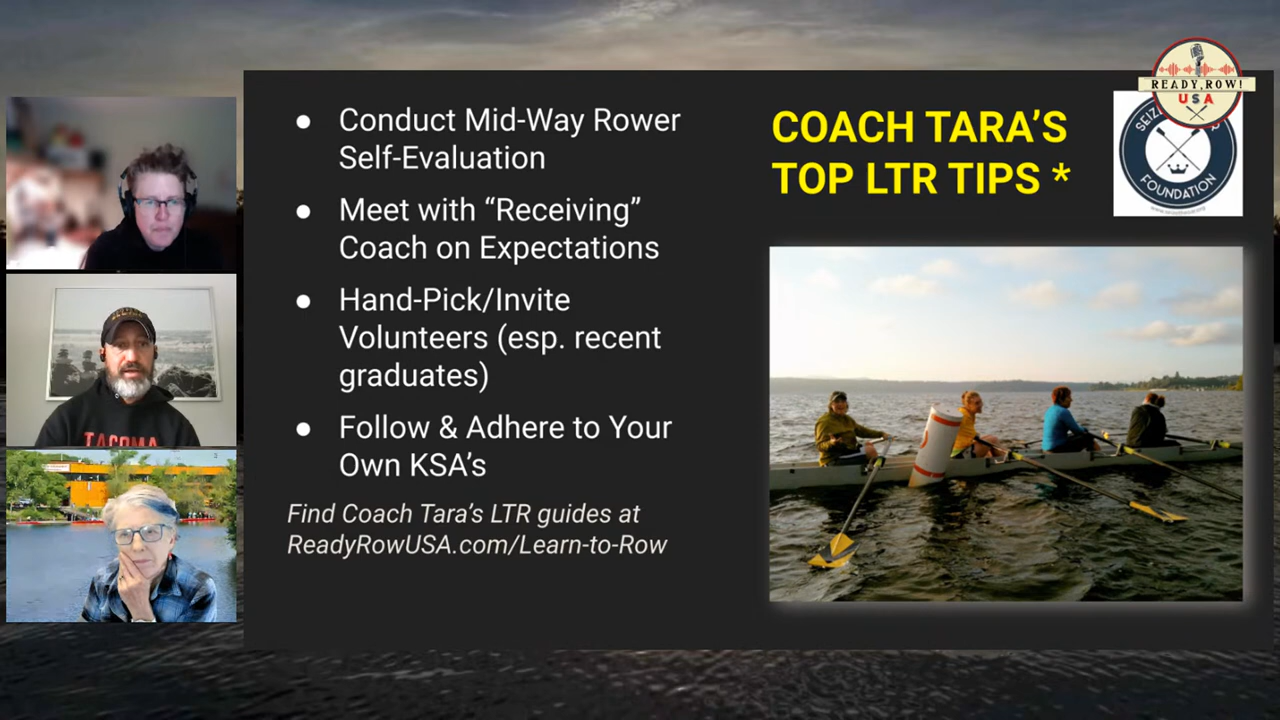 ● Conduct Mid-Way Rower
Self-Evaluation
● Meet with “Receiving”
Coach on Expectations
● Hand-Pick/Invite
Volunteers (esp. recent
graduates)
● Follow & Adhere to Your
Own KSA’s
Find Coach Tara’s LTR guides at
ReadyRowUSA.com/Learn-to-Row
COACH TARA’S
TOP LTR TIPS *
READY, ROW!
USA
FOUNDATION
TACOMA